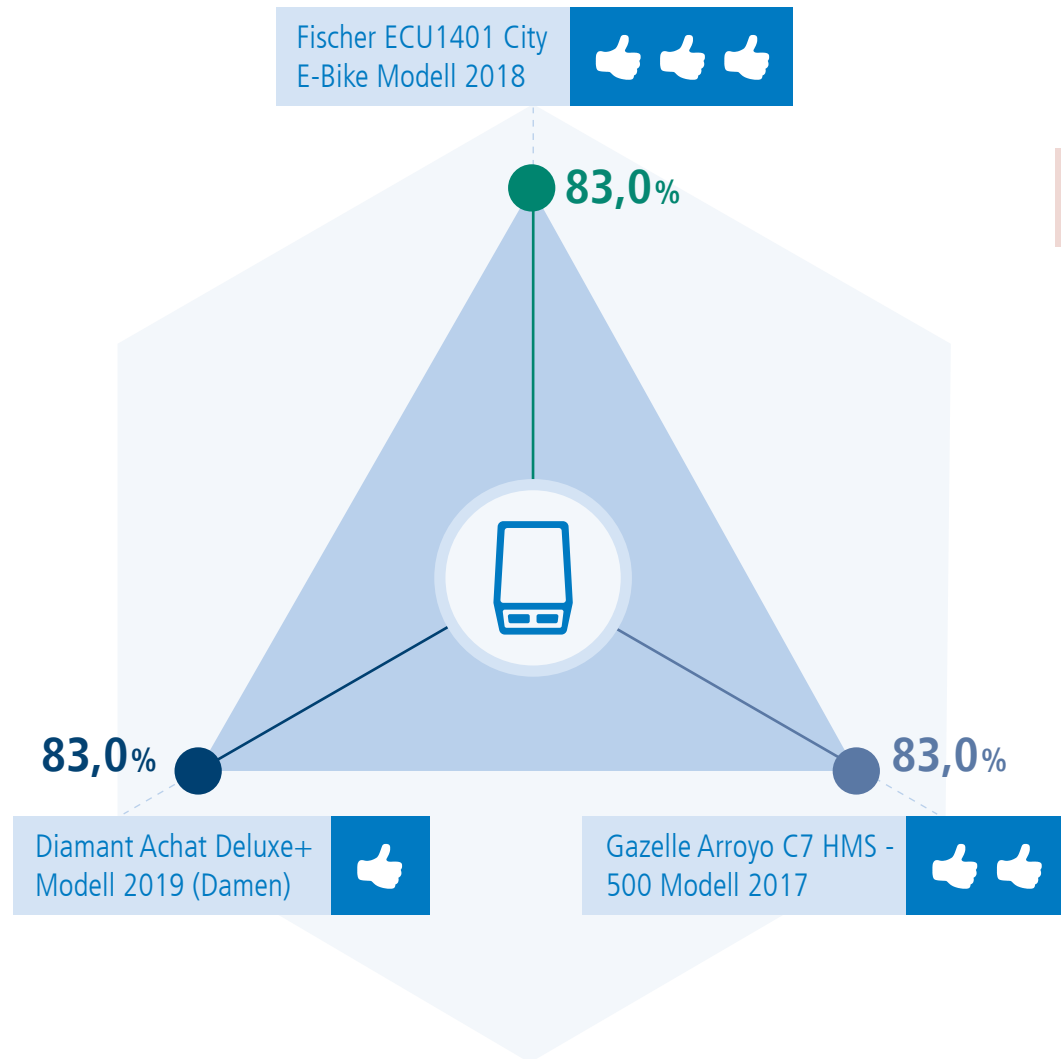 Fischer ECU1401 City
E-Bike Modell 2018
83,0%
83,0%
83,0%
Diamant Achat Deluxe+
Modell 2019 (Damen)
Gazelle Arroyo C7 HMS -
500 Modell 2017